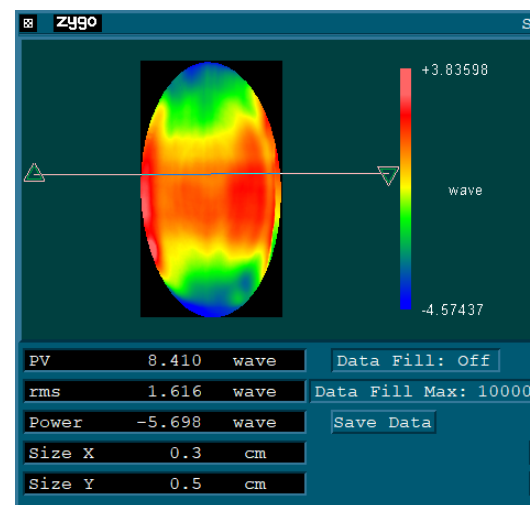 zygo S
+3.83598
wave
-4.57437
PV 8.410 wave Data Fill: Off
rms 1.616 wave Data Fill Max: 10000
Power -5.698 wave Save Data
Size X 0.3 cm
Size Y 0.5 cm